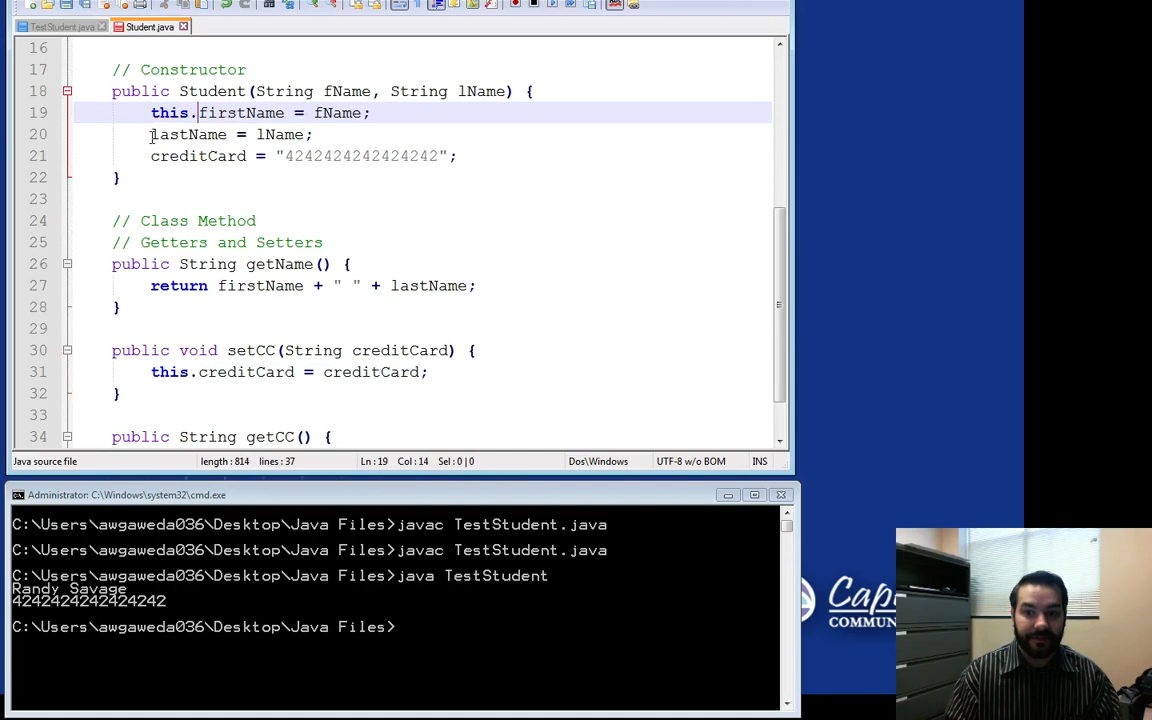 TestStudent.java Student.java
16
17 // Constructor
18 public Student(String fName, String lName) {
19 this.firstName = fName;
20 lastName = lName;
21 creditCard = "4242424242424242";
22 }
23
24 // Class Method
25 // Getters and Setters
26 public String getName() {
27 return firstName + " " + lastName;
28 }
29
30 public void setCC(String creditCard) {
31 this.creditCard = creditCard;
32 }
33
34 public String getCC() {
Java source file length : 814 lines : 37 Ln : 19 Col : 14 Sel : 0 | 0 Dos\Windows UTF-8 w/o BOM INS
Administrator: C:\Windows\system32\cmd.exe
C:\Users\awgaweda036\Desktop\Java Files>javac TestStudent.java
C:\Users\awgaweda036\Desktop\Java Files>javac TestStudent.java
C:\Users\awgaweda036\Desktop\Java Files>java TestStudent
Randy Savage
4242424242424242
C:\Users\awgaweda036\Desktop\Java Files>